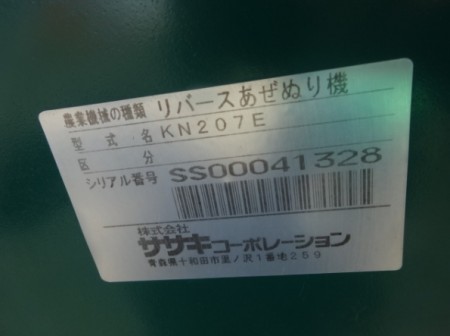 農業機械の種類 リバースあぜぬり機
型式名 KN207E
区分
シリアル番号 SS00041328
株式会社
ササキコーポレーション
青森県十和田市里ノ沢1番地259